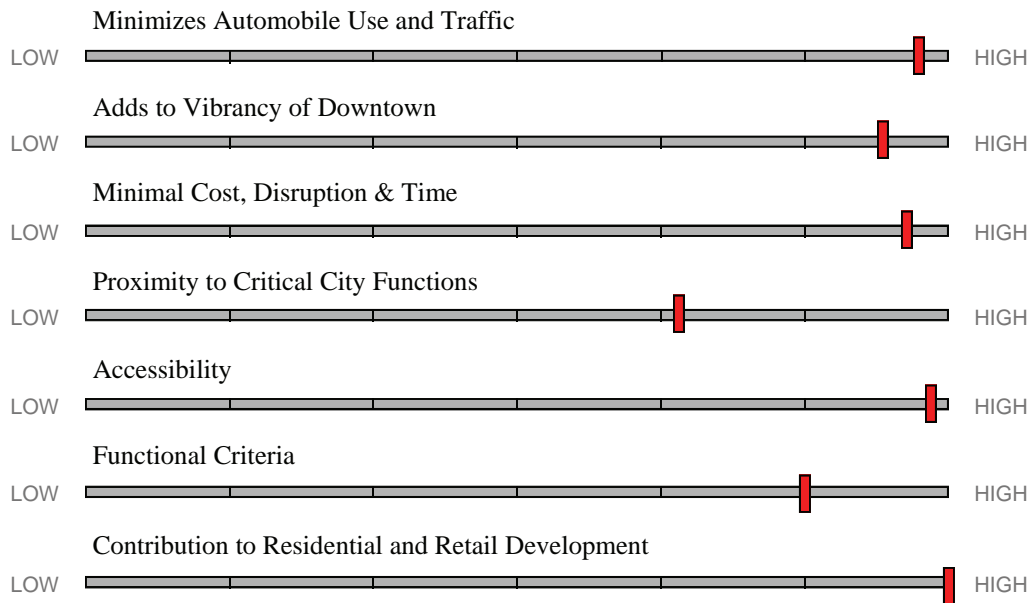 Minimizes Automobile Use and Traffic
LOW HIGH
Adds to Vibrancy of Downtown
LOW HIGH
Minimal Cost, Disruption & Time
LOW HIGH
Proximity to Critical City Functions
LOW HIGH
Accessibility
LOW HIGH
Functional Criteria
LOW HIGH
Contribution to Residential and Retail Development
LOW HIGH